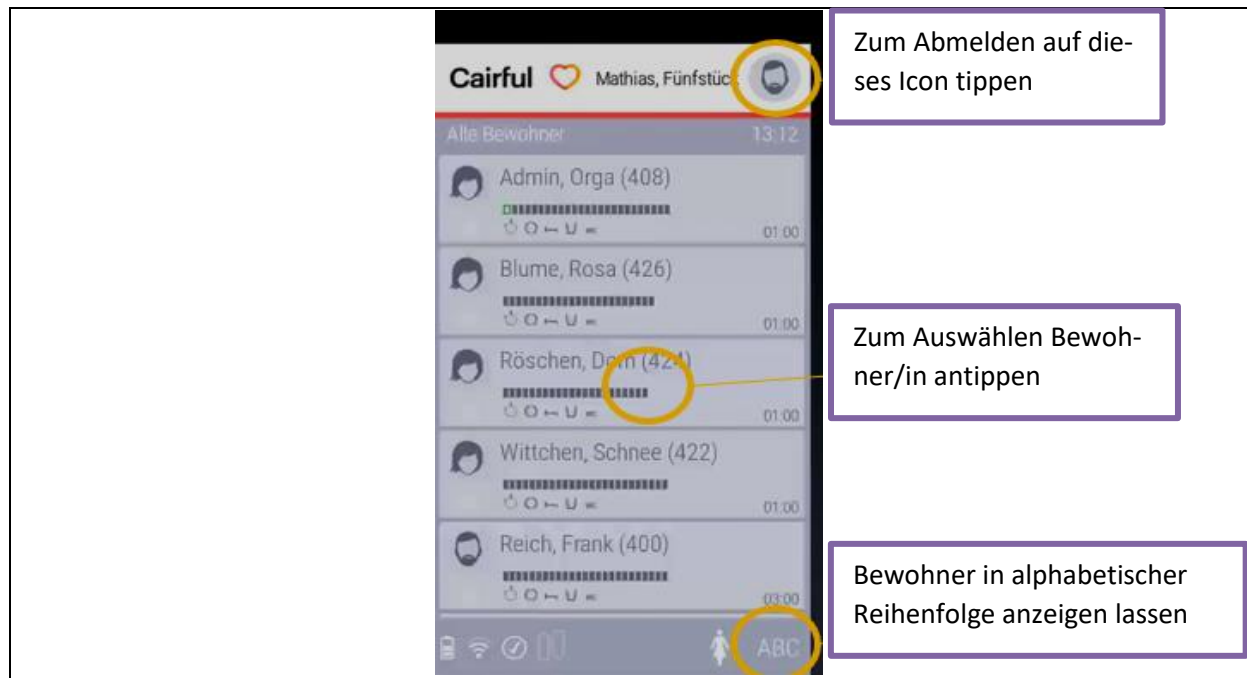 Cairful
Mathias, Fünfstück
Zum Abmelden auf die-
ses Icon tippen
Alle Bewohner
13:12
Admin, Orga (408)
01:00
Blume, Rosa (426)
01:00
Röschen, Dorn (424)
01:00
Zum Auswählen Bewoh-
ner/in antippen
Wittchen, Schnee (422)
01:00
Reich, Frank (400)
03:00
ABC
Bewohner in alphabetischer
Reihenfolge anzeigen lassen